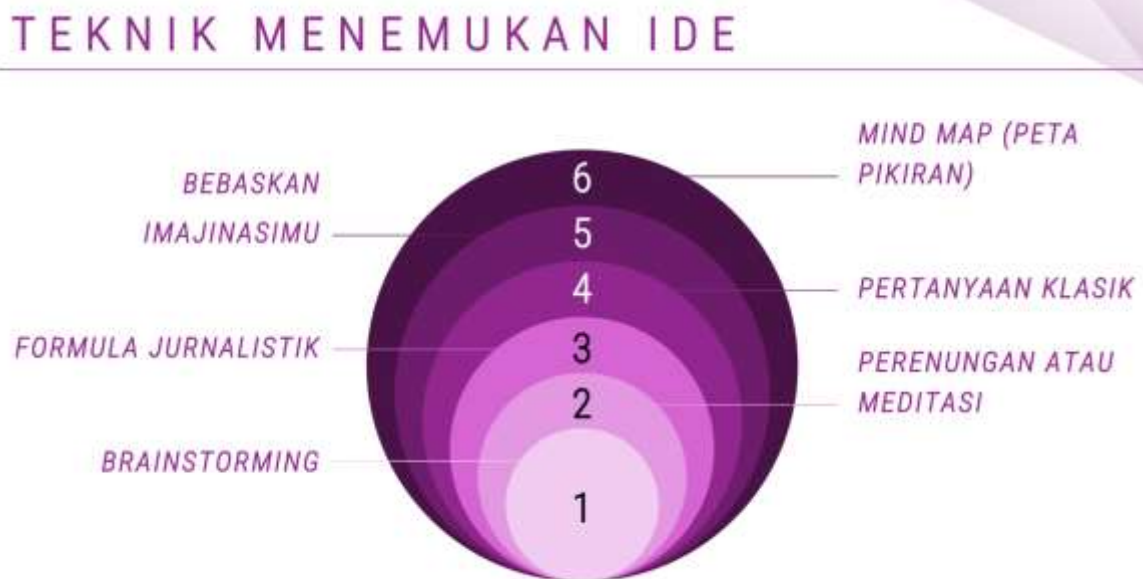 TEKNIK MENEMUKAN IDE
MIND MAP (PETA
PIKIRAN)
BEBASKAN
IMAJINASIMU
6
5
4
PERTANYAAN KLASIK
FORMULA JURNALISTIK
3
PERENUNGAN ATAU
MEDITASI
2
BRAINSTORMING
1